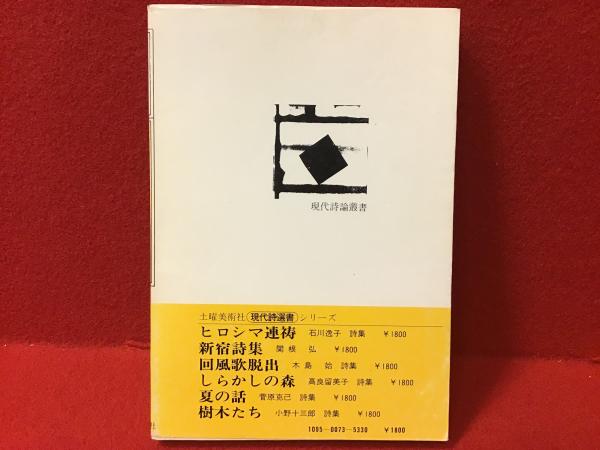 現代詩論叢書
土曜美術社 現代詩選書 シリーズ
ヒロシマ連祷 石川逸子 詩集 ¥1800
新宿詩集 関根 弘 ¥1800
回風歌脱出 木島 始 詩集 ¥1800
しらかしの森 高良留美子 詩集 ¥1800
夏の話 菅原克己 詩集 ¥1800
樹木たち 小野十三郎 詩集 ¥1800
1095-0073-5330 ¥1800
社